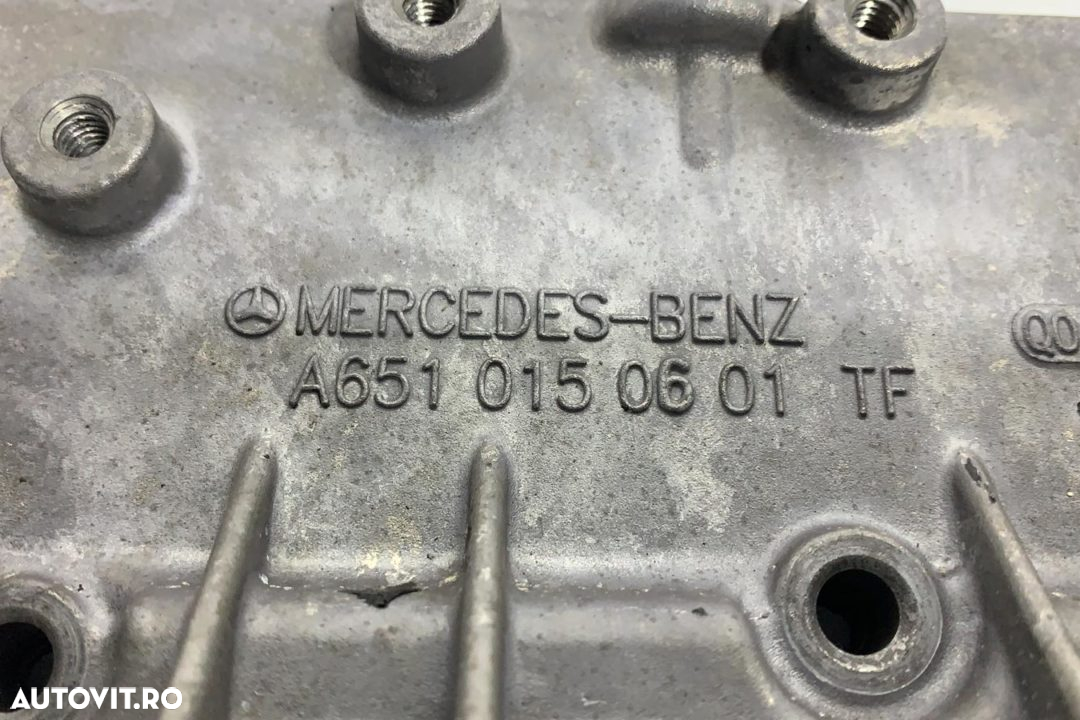 MERCEDES-BENZ
A651 015 06 01 TF
AUTOVIT.RO